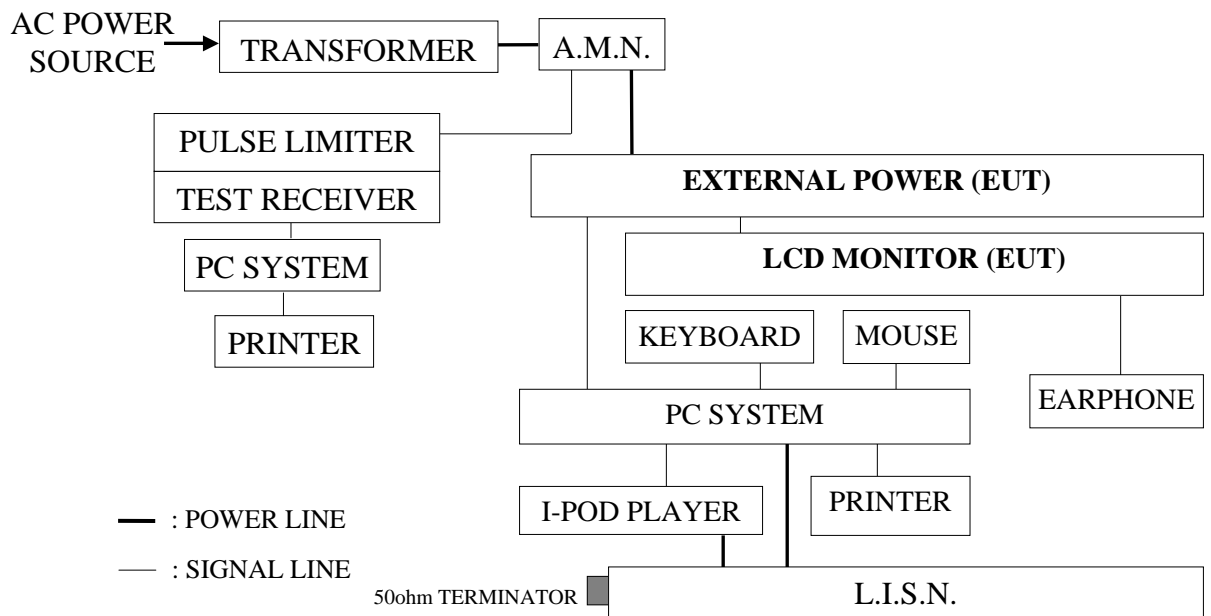 AC POWER
SOURCE
TRANSFORMER
A.M.N.
PULSE LIMITER
TEST RECEIVER
PC SYSTEM
PRINTER
EXTERNAL POWER (EUT)
LCD MONITOR (EUT)
KEYBOARD
MOUSE
EARPHONE
PC SYSTEM
I-POD PLAYER
PRINTER
: POWER LINE
: SIGNAL LINE
50ohm TERMINATOR
L.I.S.N.